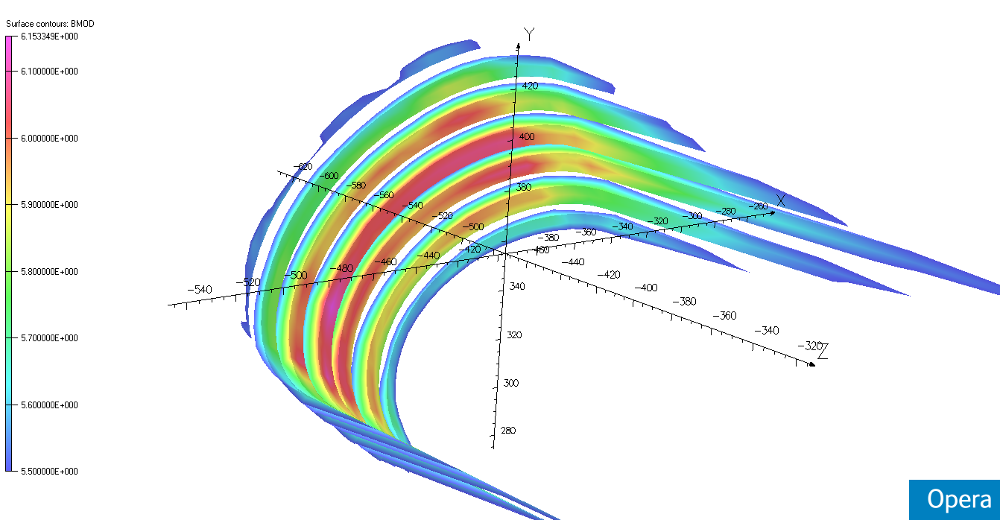 Surface contours: BMOD
6.153349E+000
6.100000E+000
6.000000E+000
5.900000E+000
5.800000E+000
5.700000E+000
5.600000E+000
5.500000E+000
Y
420
400
380
340
320
300
280
-620
-600
-580
-560
-540
-520
-500
-460
-440
-420
-400
-380
-360
-340
-320
Z
-540
-520
-500
-480
-460
-440
-420
-380
-360
-340
-320
-300
-280
-260
X
Opera